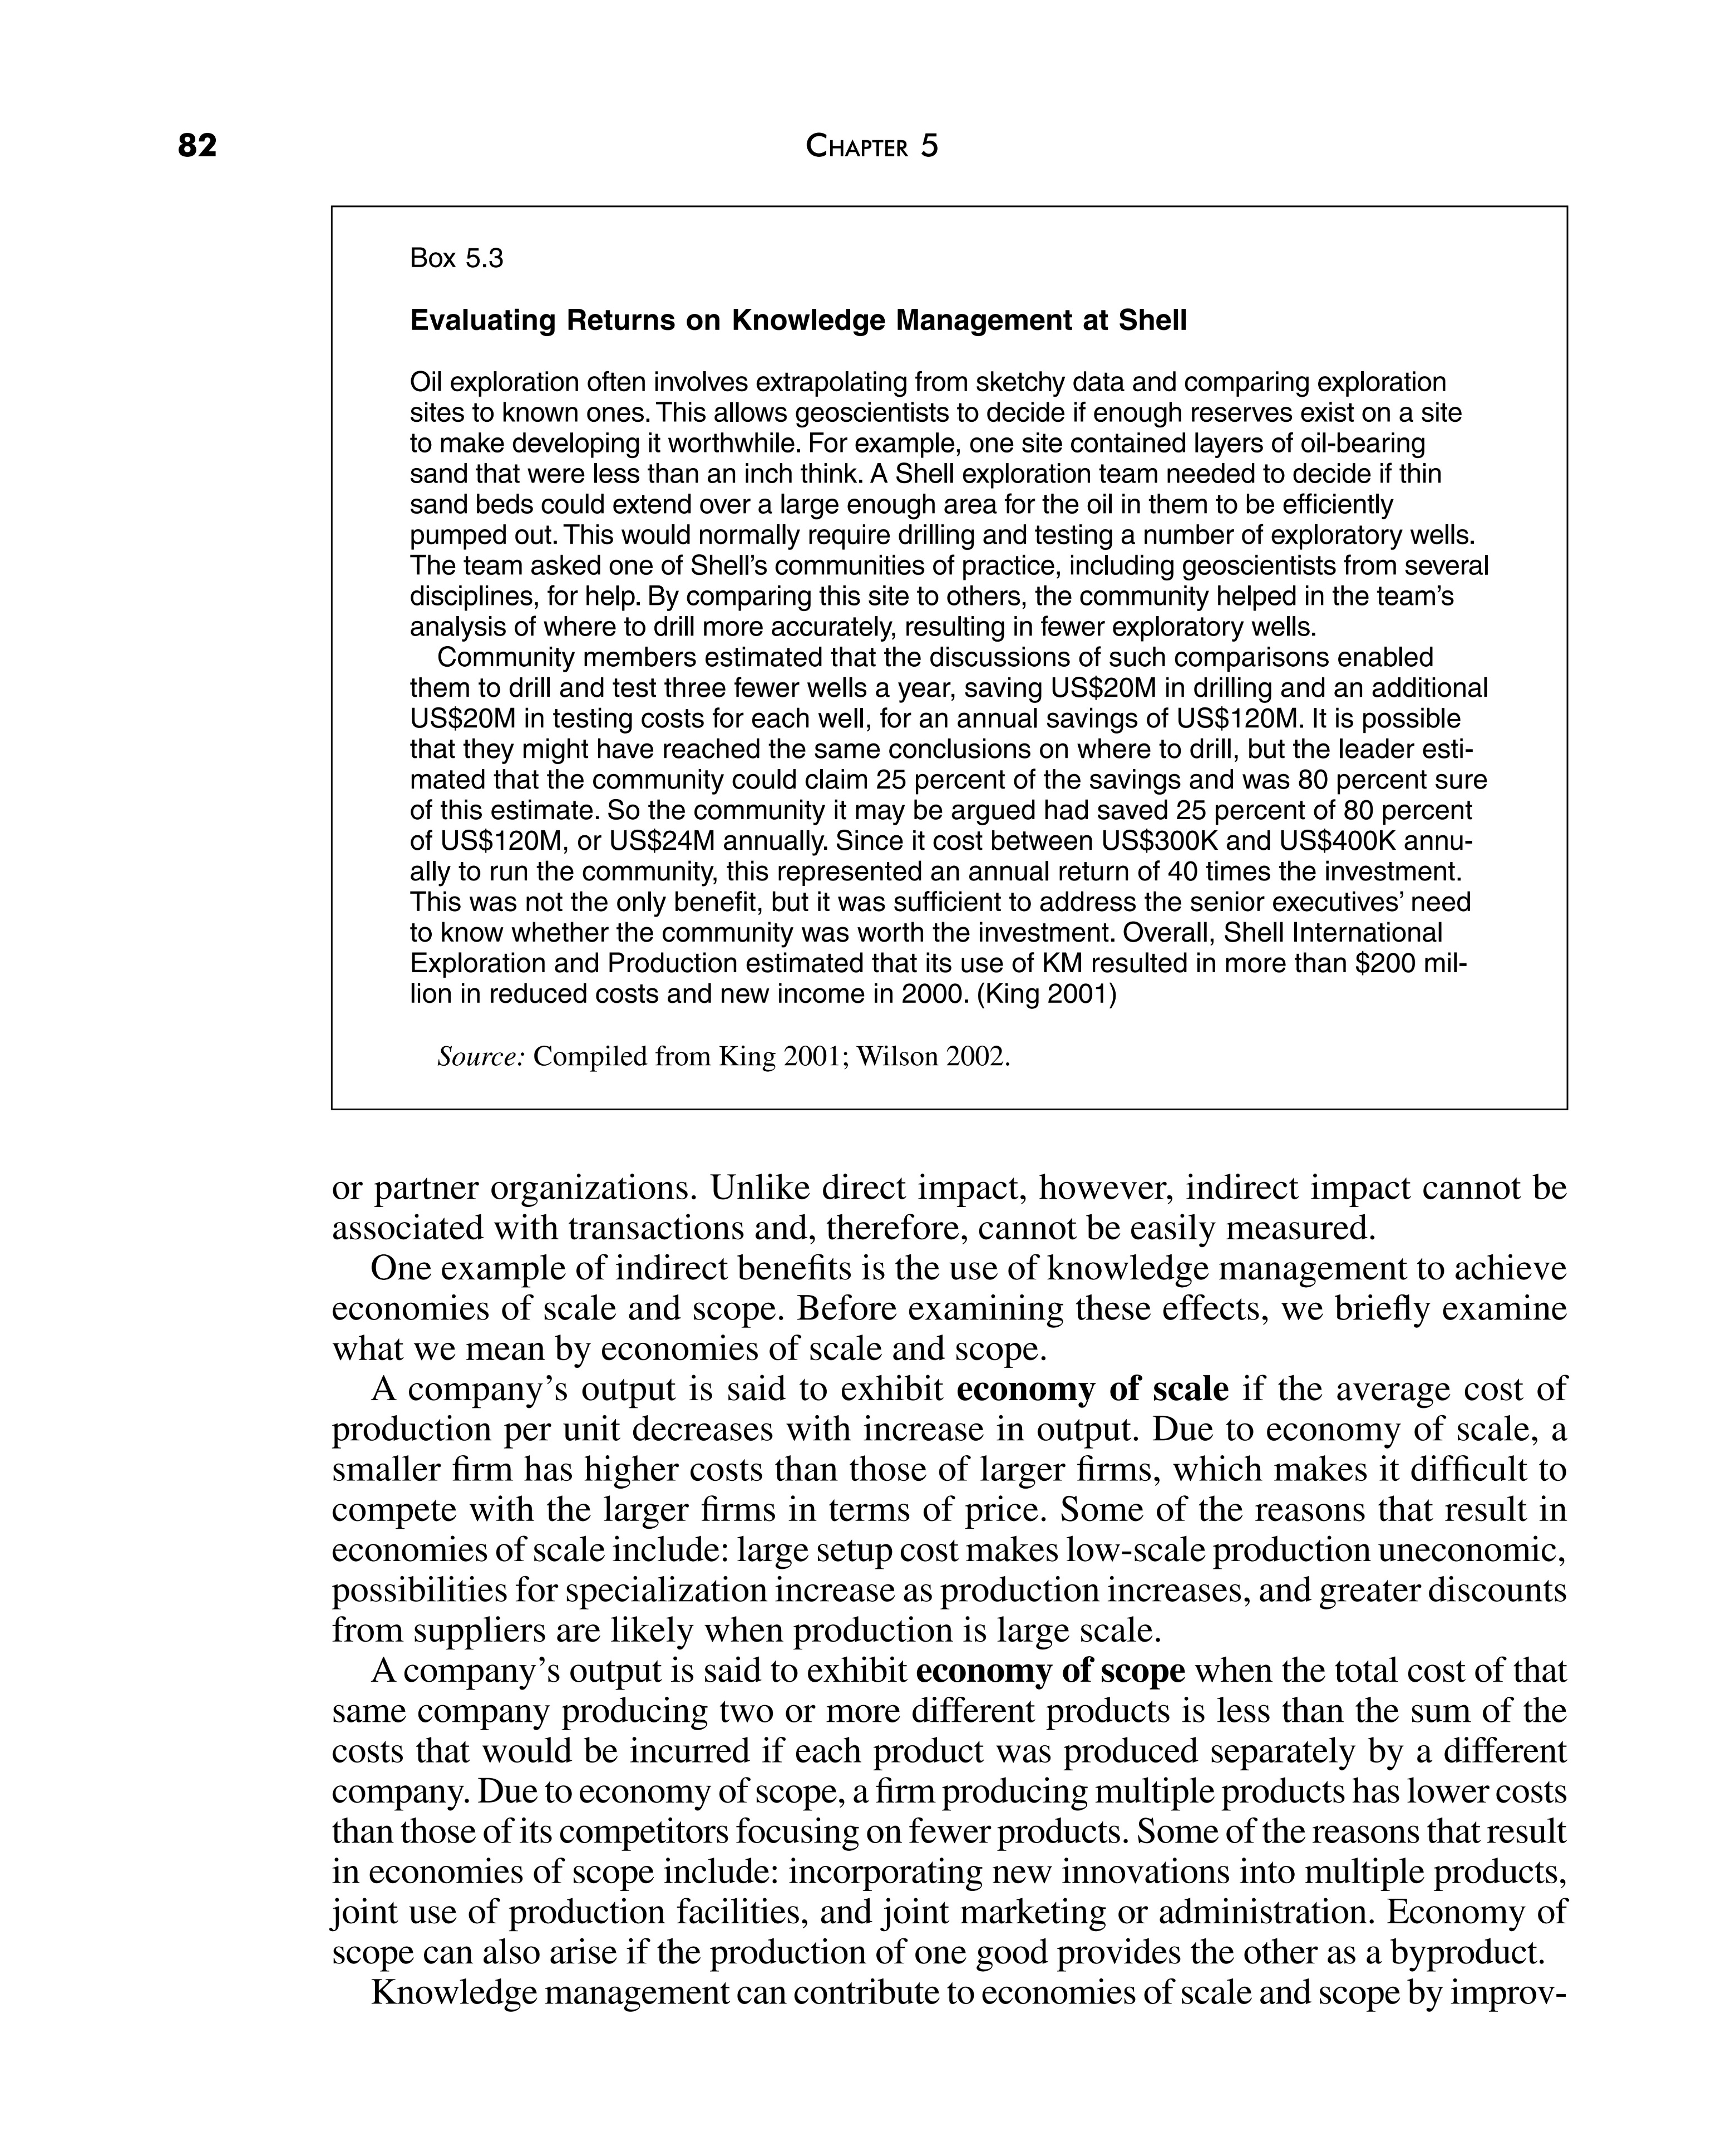 82
Chapter 5
Box 5.3
Evaluating Returns on Knowledge Management at Shell
Oil exploration often involves extrapolating from sketchy data and comparing exploration
sites to known ones. This allows geoscientists to decide if enough reserves exist on a site
to make developing it worthwhile. For example, one site contained layers of oil-bearing
sand that were less than an inch think. A Shell exploration team needed to decide if thin
sand beds could extend over a large enough area for the oil in them to be efficiently
pumped out. This would normally require drilling and testing a number of exploratory wells.
The team asked one of Shell’s communities of practice, including geoscientists from several
disciplines, for help. By comparing this site to others, the community helped in the team’s
analysis of where to drill more accurately, resulting in fewer exploratory wells.
Community members estimated that the discussions of such comparisons enabled
them to drill and test three fewer wells a year, saving US$20M in drilling and an additional
US$20M in testing costs for each well, for an annual savings of US$120M. It is possible
that they might have reached the same conclusions on where to drill, but the leader esti-
mated that the community could claim 25 percent of the savings and was 80 percent sure
of this estimate. So the community it may be argued had saved 25 percent of 80 percent
of US$120M, or US$24M annually. Since it cost between US$300K and US$400K annu-
ally to run the community, this represented an annual return of 40 times the investment.
This was not the only benefit, but it was sufficient to address the senior executives’ need
to know whether the community was worth the investment. Overall, Shell International
Exploration and Production estimated that its use of KM resulted in more than $200 mil-
lion in reduced costs and new income in 2000. (King 2001)
Source: Compiled from King 2001; Wilson 2002.
or partner organizations. Unlike direct impact, however, indirect impact cannot be
associated with transactions and, therefore, cannot be easily measured.
One example of indirect benefits is the use of knowledge management to achieve
economies of scale and scope. Before examining these effects, we briefly examine
what we mean by economies of scale and scope.
A company’s output is said to exhibit economy of scale if the average cost of
production per unit decreases with increase in output. Due to economy of scale, a
smaller firm has higher costs than those of larger firms, which makes it difficult to
compete with the larger firms in terms of price. Some of the reasons that result in
economies of scale include: large setup cost makes low-scale production uneconomic,
possibilities for specialization increase as production increases, and greater discounts
from suppliers are likely when production is large scale.
A company’s output is said to exhibit economy of scope when the total cost of that
same company producing two or more different products is less than the sum of the
costs that would be incurred if each product was produced separately by a different
company. Due to economy of scope, a firm producing multiple products has lower costs
than those of its competitors focusing on fewer products. Some of the reasons that result
in economies of scope include: incorporating new innovations into multiple products,
joint use of production facilities, and joint marketing or administration. Economy of
scope can also arise if the production of one good provides the other as a byproduct.
Knowledge management can contribute to economies of scale and scope by improv-